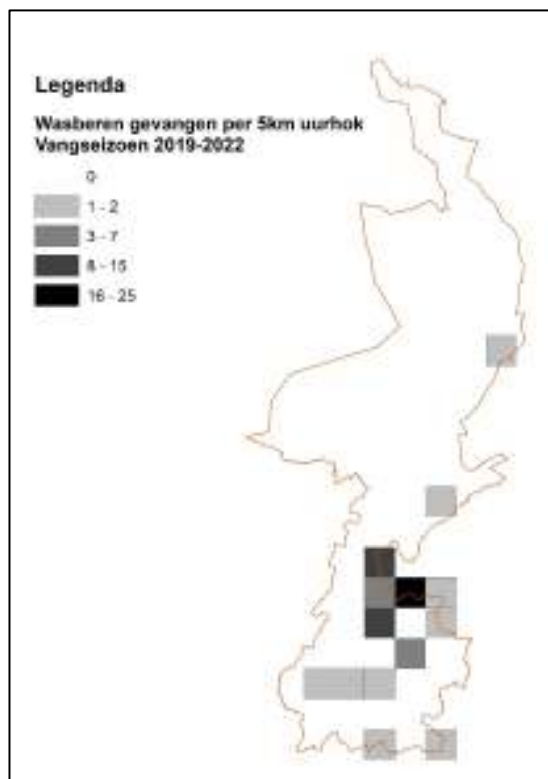 Legenda
Wasberen gevangen per 5km uurhok
Vangseizoen 2019-2022
0
1 - 2
3 - 7
8 - 15
16 - 25